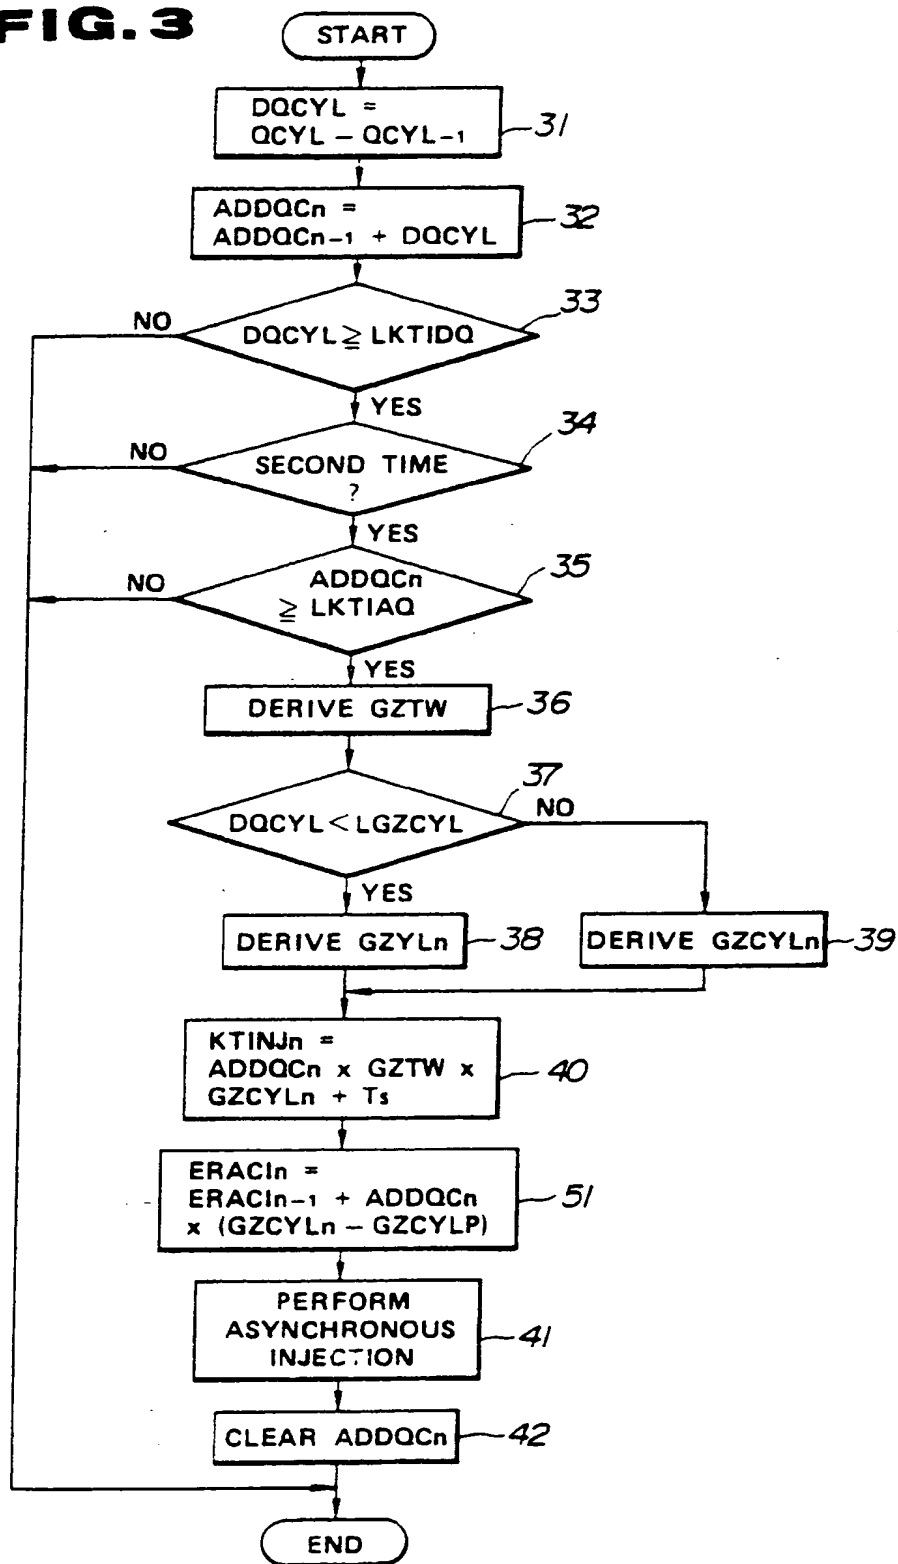 FIG. 3
START
DQCYL =
QCYL – QCYL-1
31
ADDQCn =
ADDQCn-1 + DQCYL
32
33
NO
DQCYL ≧ LKTIDQ
YES
34
NO
SECOND TIME
?
YES
35
NO
ADDQCn
≧ LKTIAQ
YES
DERIVE GZTW
36
37
NO
DQCYL < LGZCYL
YES
DERIVE GZYLn
38
DERIVE GZCYLn
39
KTINJn =
ADDQCn x GZTW x
GZCYLn + Ts
40
ERACIn =
ERACIn-1 + ADDQCn
x (GZCYLn – GZCYLP)
51
PERFORM
ASYNCHRONOUS
INJECTION
41
CLEAR ADDQCn
42
END